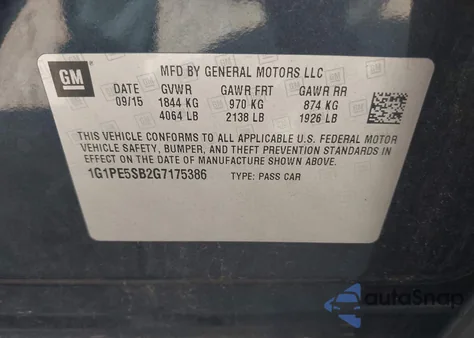 GM
MFD BY GENERAL MOTORS LLC
DATE GVWR GAWR FRT GAWR RR
09/15 1844 KG 970 KG 874 KG
4064 LB 2138 LB 1926 LB
THIS VEHICLE CONFORMS TO ALL APPLICABLE U.S. FEDERAL MOTOR
VEHICLE SAFETY, BUMPER, AND THEFT PREVENTION STANDARDS IN
EFFECT ON THE DATE OF MANUFACTURE SHOWN ABOVE.
1G1PE5SB2G7175386 TYPE: PASS CAR
autoSnap